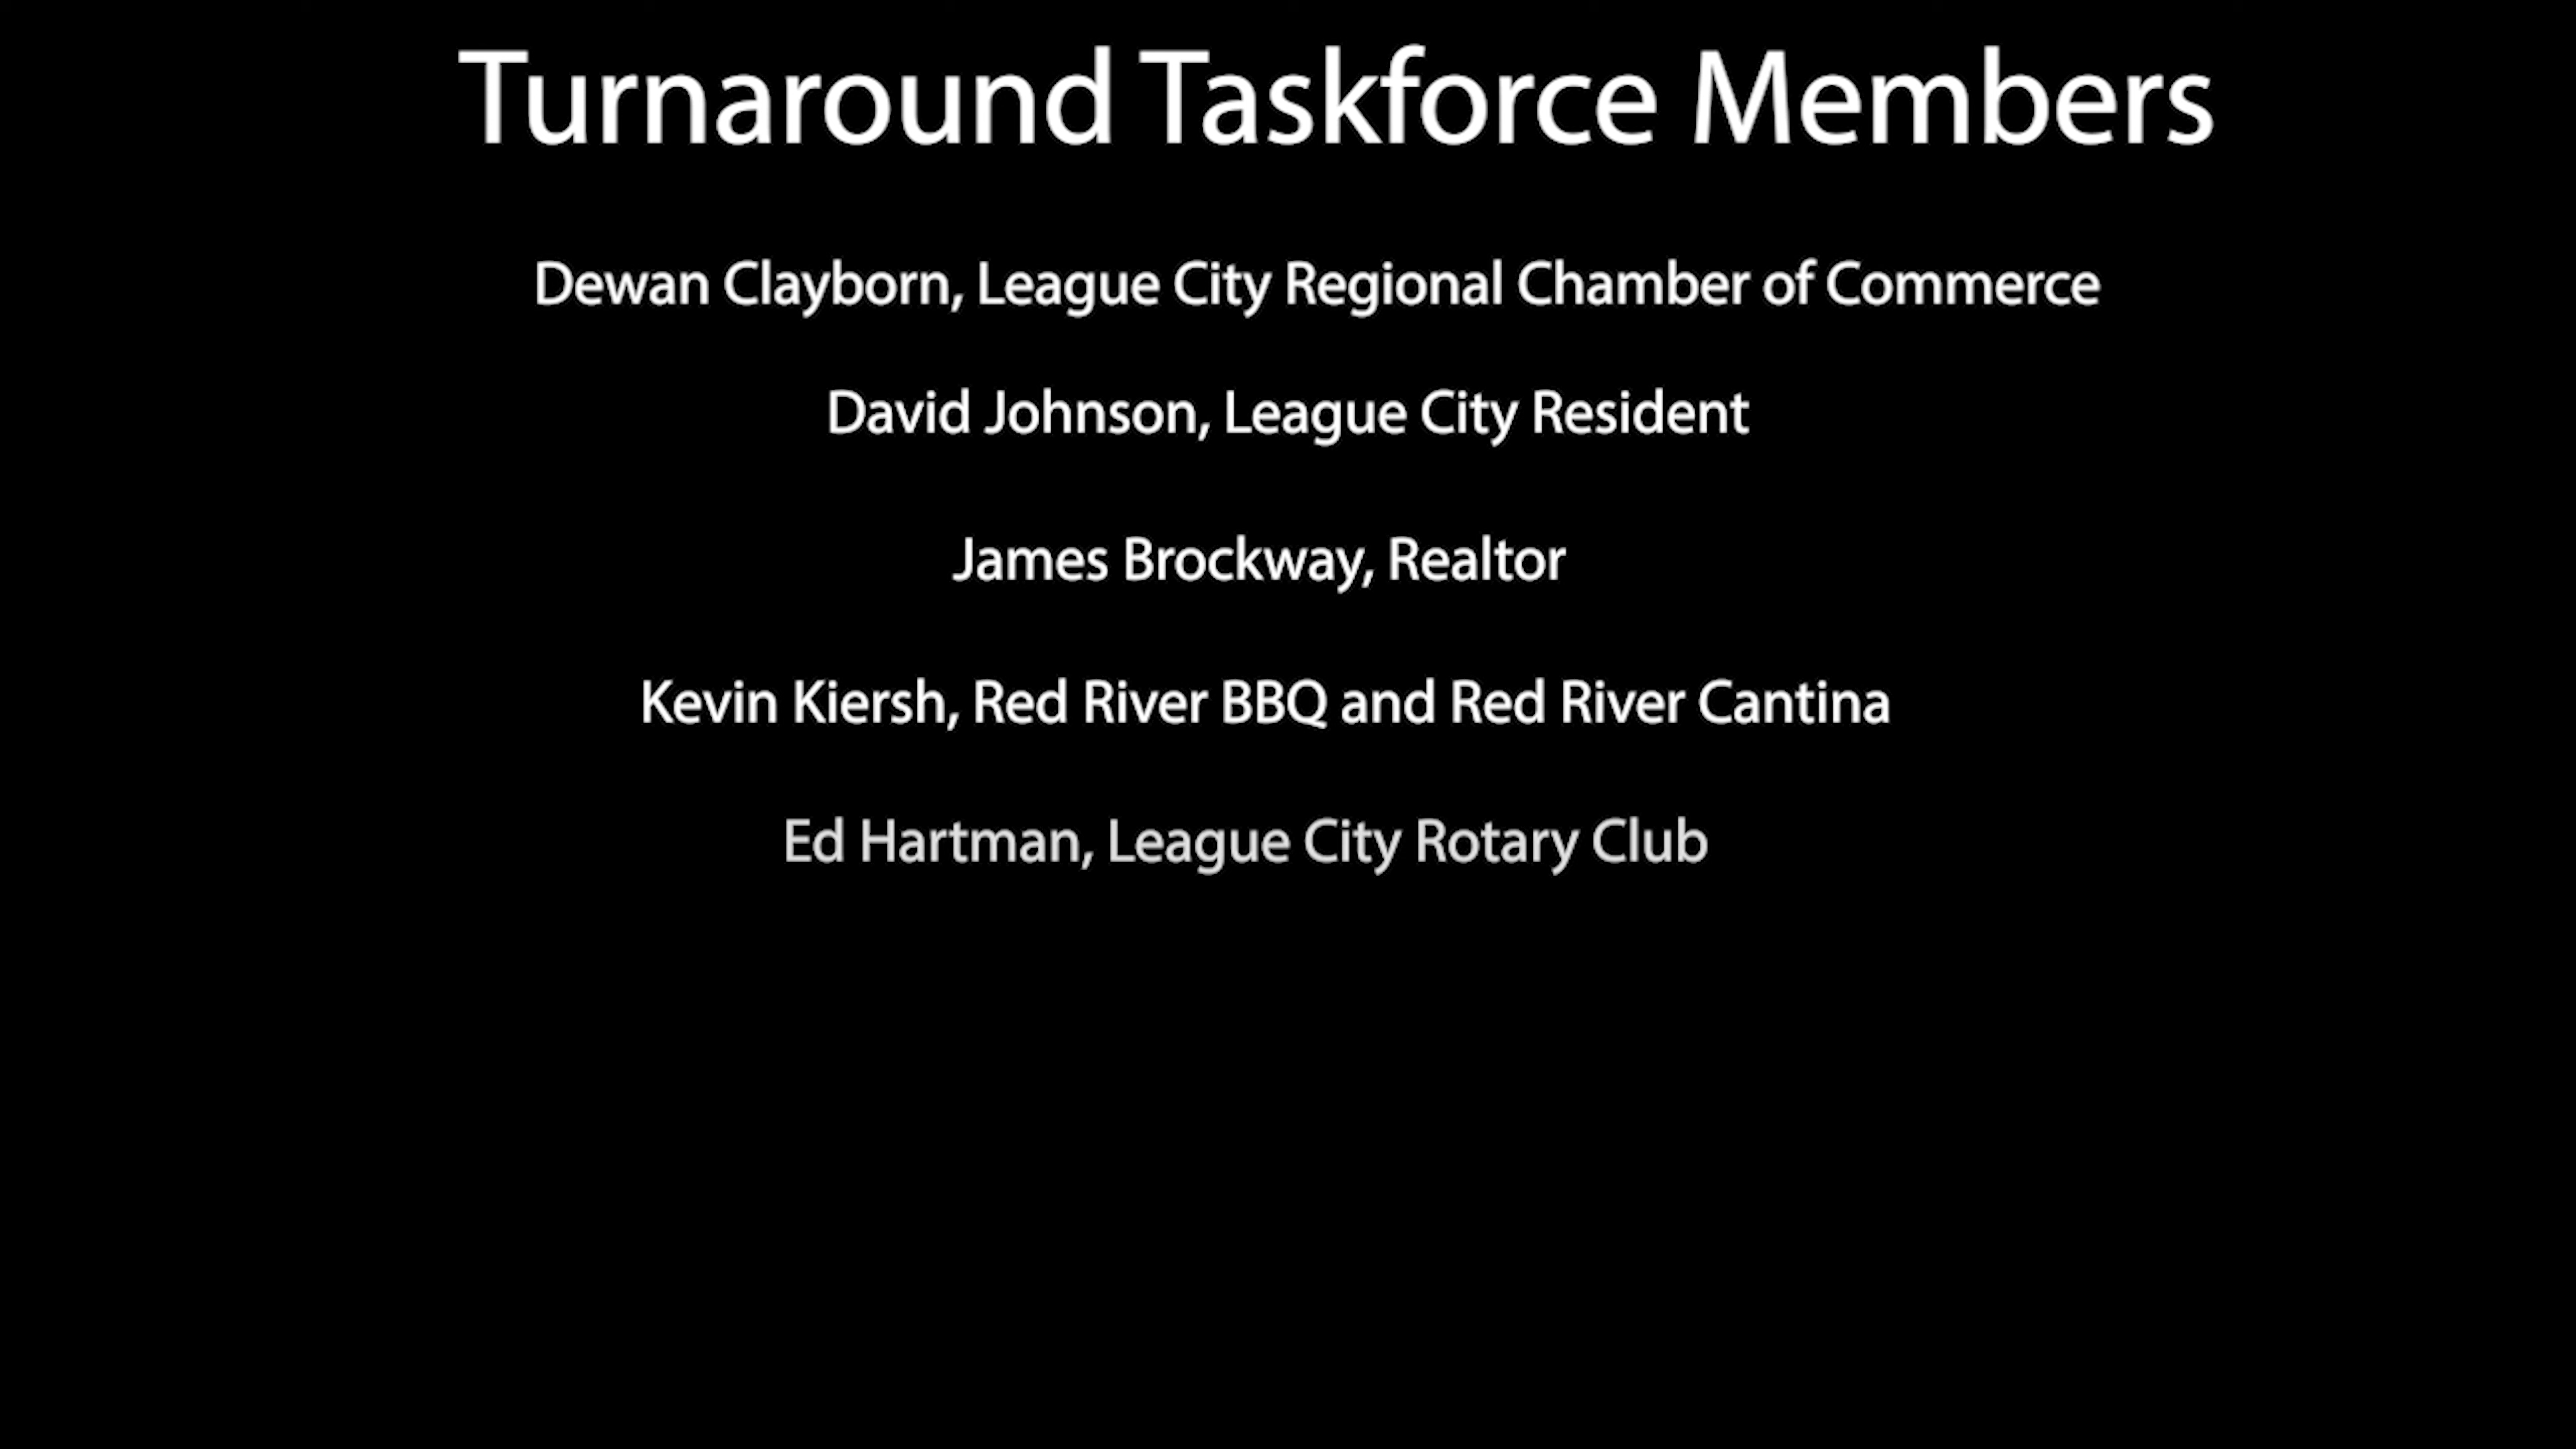 Turnaround Taskforce Members
Dewan Clayborn, League City Regional Chamber of Commerce
David Johnson, League City Resident
James Brockway, Realtor
Kevin Kiersh, Red River BBQ and Red River Cantina
Ed Hartman, League City Rotary Club